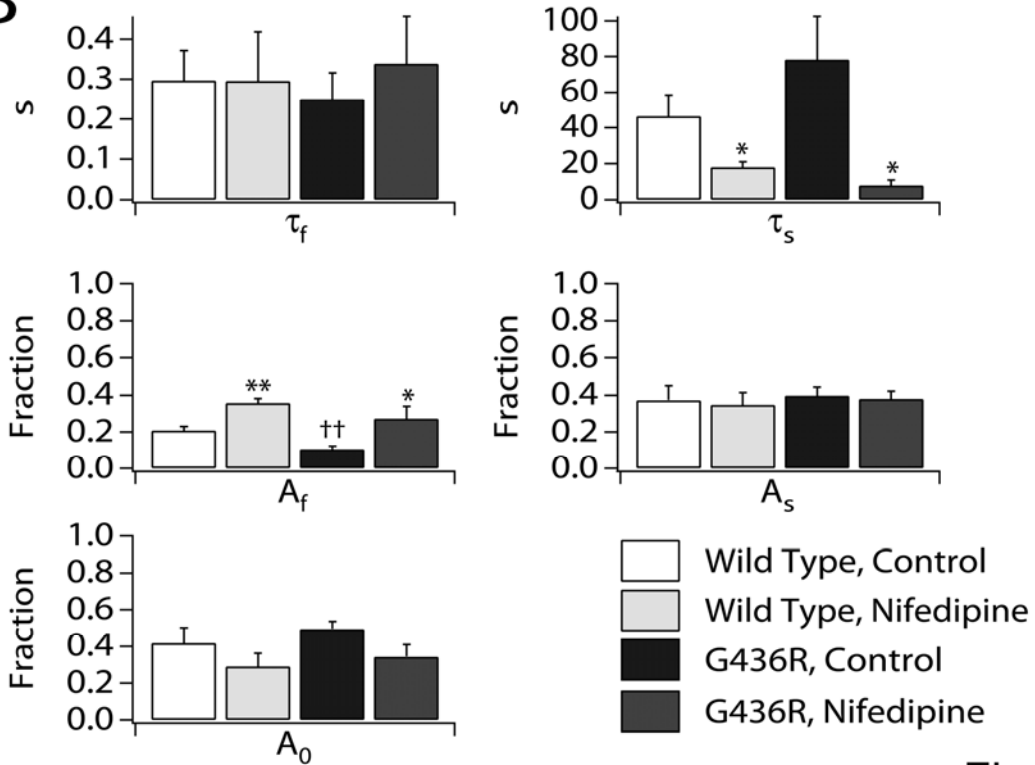 s
0.4
0.3
0.2
0.1
0.0
τf
s
100
80
60
40
20
0
*
*
τs
Fraction
1.0
0.8
0.6
0.4
0.2
0.0
**
††
*
Af
Fraction
1.0
0.8
0.6
0.4
0.2
0.0
As
Fraction
1.0
0.8
0.6
0.4
0.2
0.0
A0
Wild Type, Control
Wild Type, Nifedipine
G436R, Control
G436R, Nifedipine